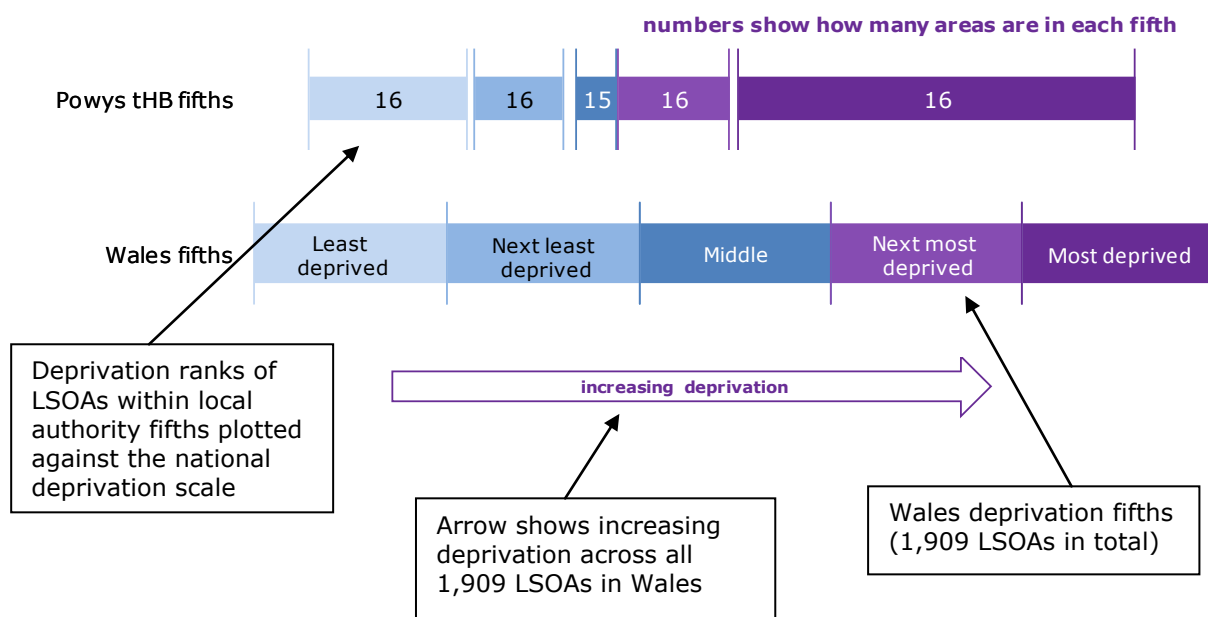 numbers show how many areas are in each fifth
Powys tHB fifths
16
16
15
16
16
Wales fifths
Least
deprived
Next least
deprived
Middle
Next most
deprived
Most deprived
increasing deprivation
Deprivation ranks of
LSOAs within local
authority fifths plotted
against the national
deprivation scale
Arrow shows increasing
deprivation across all
1,909 LSOAs in Wales
Wales deprivation fifths
(1,909 LSOAs in total)